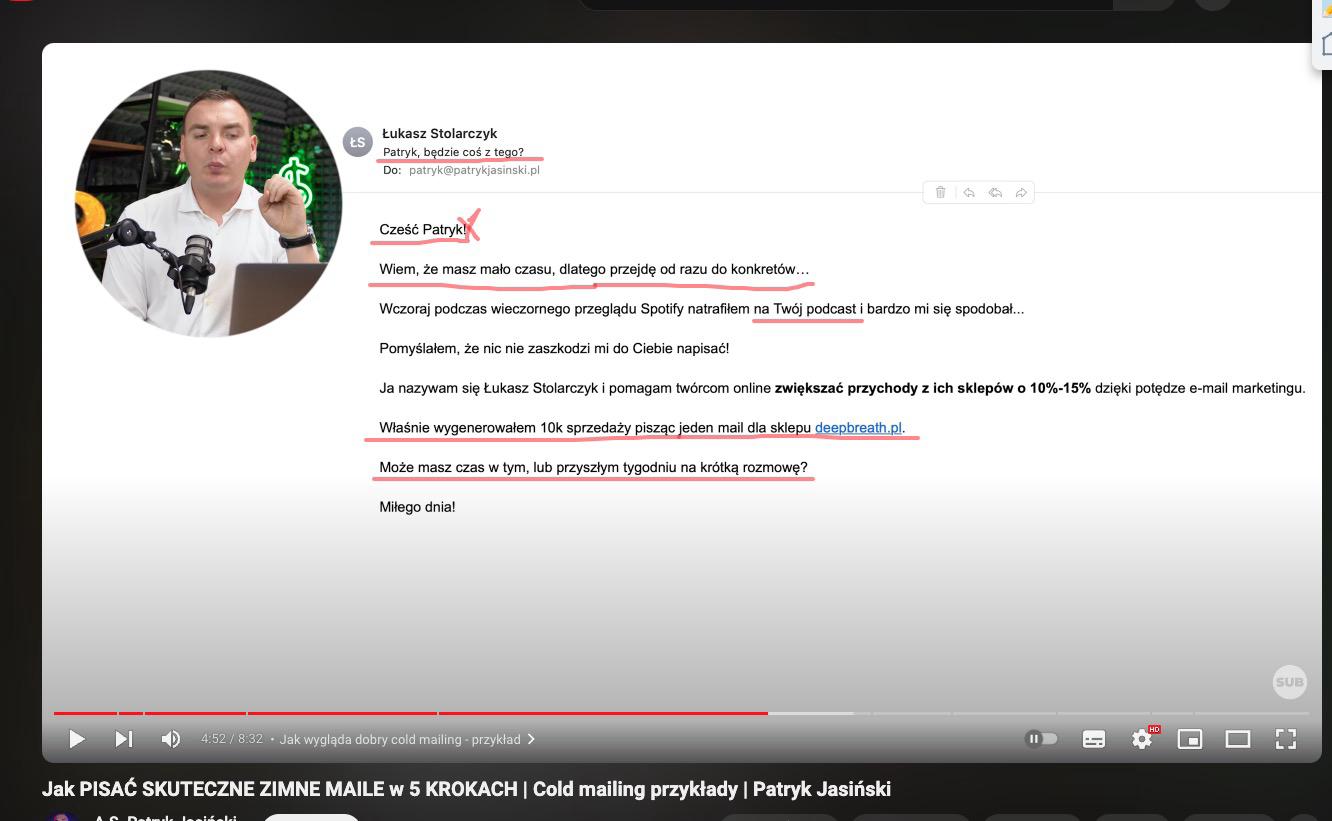 ŁS
Łukasz Stolarczyk
Patryk, będzie coś z tego?
Do: patryk@patrykjasinski.pl
Cześć Patryk!
Wiem, że masz mało czasu, dlatego przejdę od razu do konkretów…
Wczoraj podczas wieczornego przeglądu Spotify natrafiłem na Twój podcast i bardzo mi się spodobał...
Pomyślałem, że nic nie zaszkodzi mi do Ciebie napisać!
Ja nazywam się Łukasz Stolarczyk i pomagam twórcom online zwiększać przychody z ich sklepów o 10%-15% dzięki potędze e-mail marketingu.
Właśnie wygenerowałem 10k sprzedaży pisząc jeden mail dla sklepu deepbreath.pl.
Może masz czas w tym, lub przyszłym tygodniu na krótką rozmowę?
Miłego dnia!
SUB
4:52 / 8:32 • Jak wygląda dobry cold mailing - przykład
HD
Jak PISAĆ SKUTECZNE ZIMNE MAILE w 5 KROKACH | Cold mailing przykłady | Patryk Jasiński